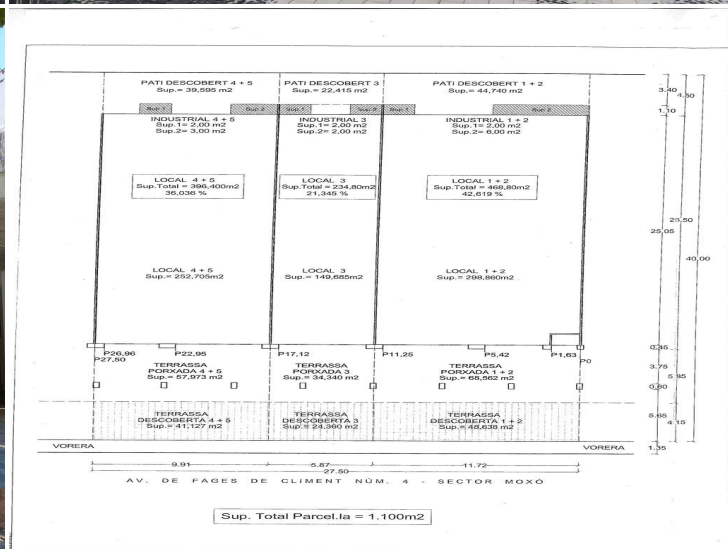 PATI DESCOBERT 4 + 5
Sup.= 39,595 m2
PATI DESCOBERT 3
Sup.= 22,415 m2
PATI DESCOBERT 1 + 2
Sup.= 44,740 m2
Sup 1
Sup 2
Sup 1
Sup 2
Sup 1
Sup 2
INDUSTRIAL 4 + 5
Sup.1= 2,00 m2
Sup.2= 3,00 m2
INDUSTRIAL 3
Sup.1= 2,00 m2
Sup.2= 2,00 m2
INDUSTRIAL 1 + 2
Sup.1= 2,00 m2
Sup.2= 6,00 m2
LOCAL 4 + 5
Sup.Total = 396,400m2
36,036 %
LOCAL 3
Sup.Total = 234,80m2
21,345 %
LOCAL 1 + 2
Sup.Total = 468,80m2
42,619 %
LOCAL 4 + 5
Sup.= 252,705m2
LOCAL 3
Sup.= 149,685m2
LOCAL 1 + 2
Sup.= 298,860m2
P26,96
P27,50
P22,95
P17,12
P11,25
P5,42
P1,63
P0
TERRASSA
PORXADA 4 + 5
Sup.= 57,973 m2
TERRASSA
PORXADA 3
Sup.= 34,340 m2
TERRASSA
PORXADA 1 + 2
Sup.= 68,562 m2
TERRASSA
DESCOBERTA 4 + 5
Sup.= 41,127 m2
TERRASSA
DESCOBERTA 3
Sup.= 24,360 m2
TERRASSA
DESCOBERTA 1 + 2
Sup.= 48,638 m2
VORERA
VORERA
9.91
5.87
11.72
27.50
AV. DE FAGES DE CLIMENT NÚM. 4 - SECTOR MOXÓ
Sup. Total Parcel.la = 1.100m2
3,40
4,50
1,10
25,50
25,05
40,00
0,45
3,75
0,80
5,65
4,15
1,35